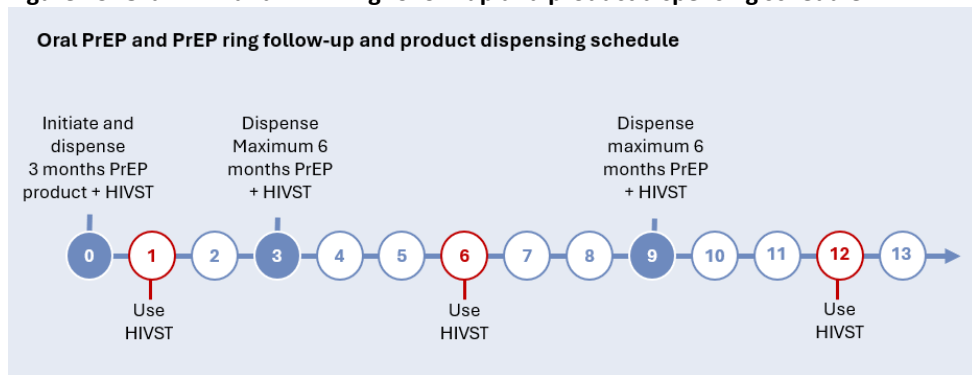 Oral PrEP and PrEP ring follow-up and product dispensing schedule
Initiate and
dispense
3 months PrEP
product + HIVST
Dispense
Maximum 6
months PrEP
+ HIVST
Dispense
maximum 6
months PrEP
+ HIVST
0 1 2 3 4 5 6 7 8 9 10 11 12 13
Use
HIVST
Use
HIVST
Use
HIVST